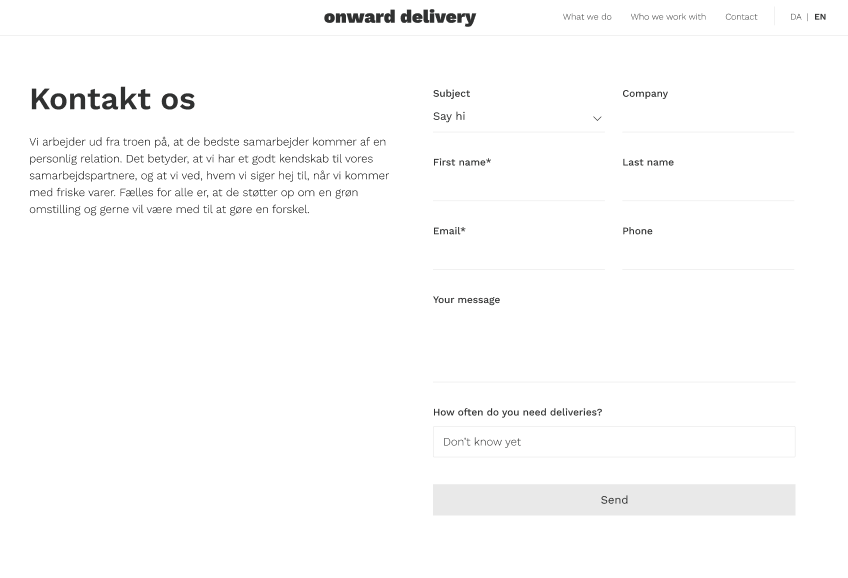 onward delivery
What we do
Who we work with
Contact
DA | EN
Kontakt os
Vi arbejder ud fra troen på, at de bedste samarbejder kommer af en
personlig relation. Det betyder, at vi har et godt kendskab til vores
samarbejdspartnere, og at vi ved, hvem vi siger hej til, når vi kommer
med friske varer. Fælles for alle er, at de støtter op om en grøn
omstilling og gerne vil være med til at gøre en forskel.
Subject
Say hi
Company
First name*
Last name
Email*
Phone
Your message
How often do you need deliveries?
Don't know yet
Send